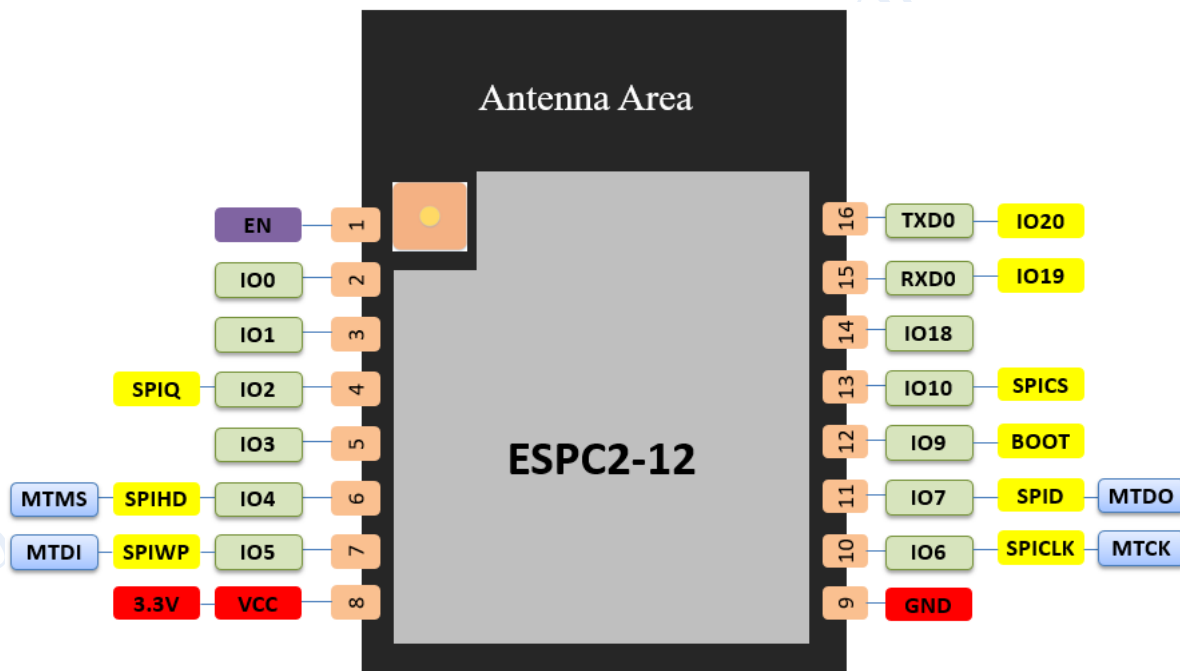 Antenna Area
EN 1
IO0 2
IO1 3
SPIQ IO2 4
IO3 5
MTMS SPIHD IO4 6
MTDI SPIWP IO5 7
3.3V VCC 8
ESPC2-12
16 TXD0 IO20
15 RXD0 IO19
14 IO18
13 IO10 SPICS
12 IO9 BOOT
11 IO7 SPID MTDO
10 IO6 SPICLK MTCK
9 GND